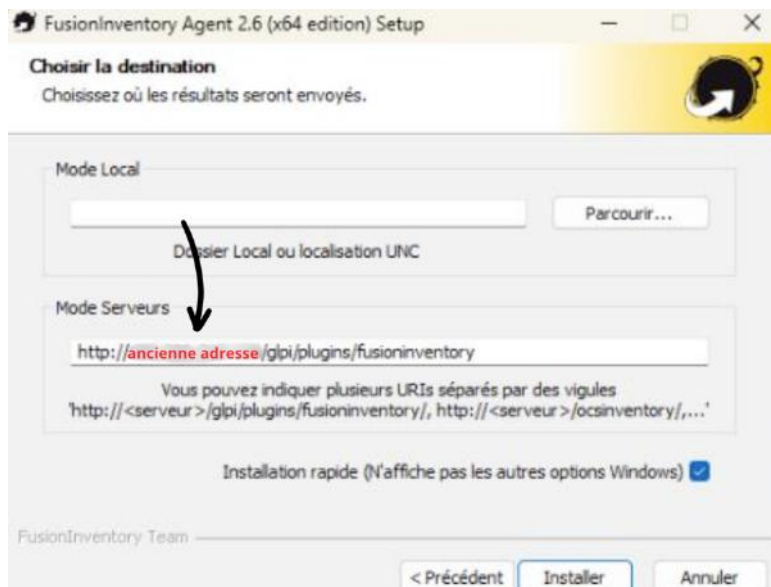 FusionInventory Agent 2.6 (x64 edition) Setup
Choisir la destination
Choisissez où les résultats seront envoyés.
Mode Local
Parcourir...
Dossier Local ou localisation UNC
Mode Serveurs
http://ancienne adresse/glpi/plugins/fusioninventory
Vous pouvez indiquer plusieurs URIs séparés par des vigules
'http://<serveur>/glpi/plugins/fusioninventory/, http://<serveur>/ocsinventory/,...'
Installation rapide (N'affiche pas les autres options Windows)
FusionInventory Team
< Précédent Installer Annuler